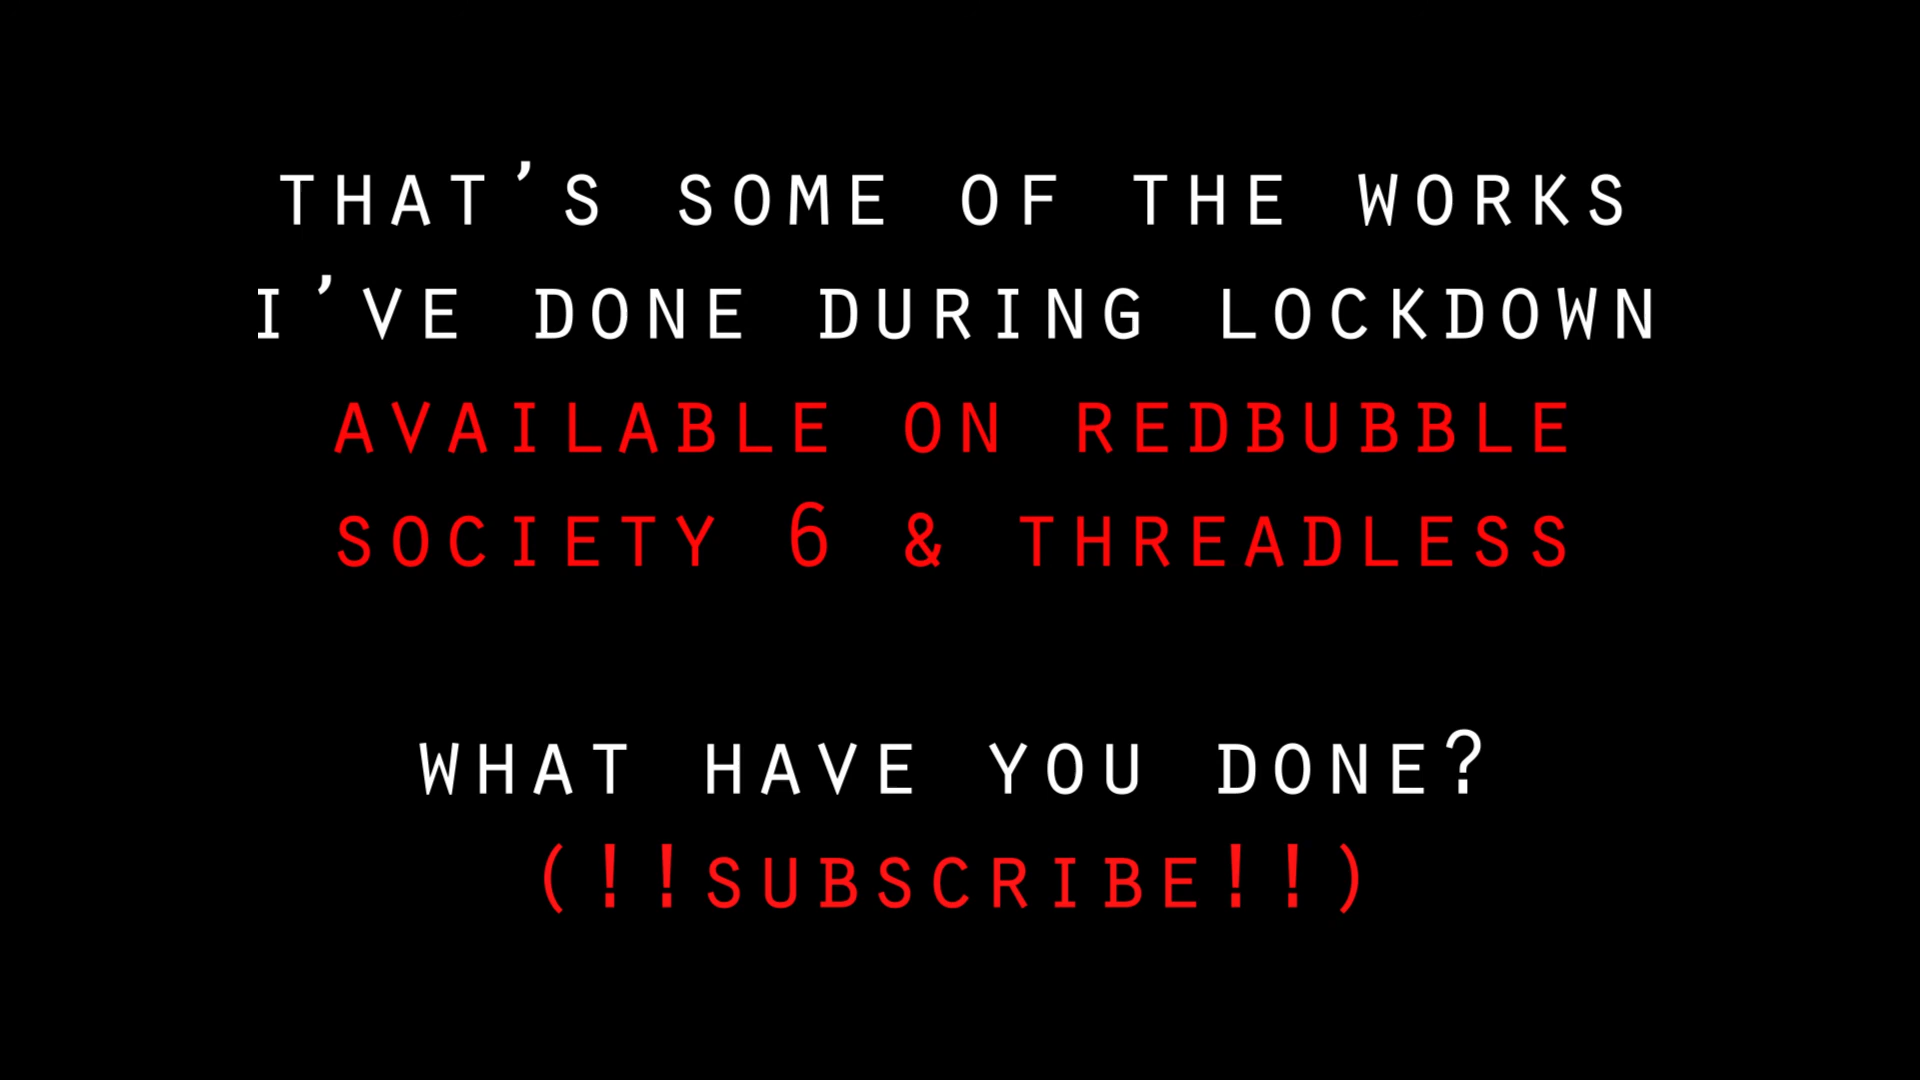 THAT’S SOME OF THE WORKS
I’VE DONE DURING LOCKDOWN
AVAILABLE ON REDBUBBLE
SOCIETY 6 & THREADLESS
WHAT HAVE YOU DONE?
(!!SUBSCRIBE!!)